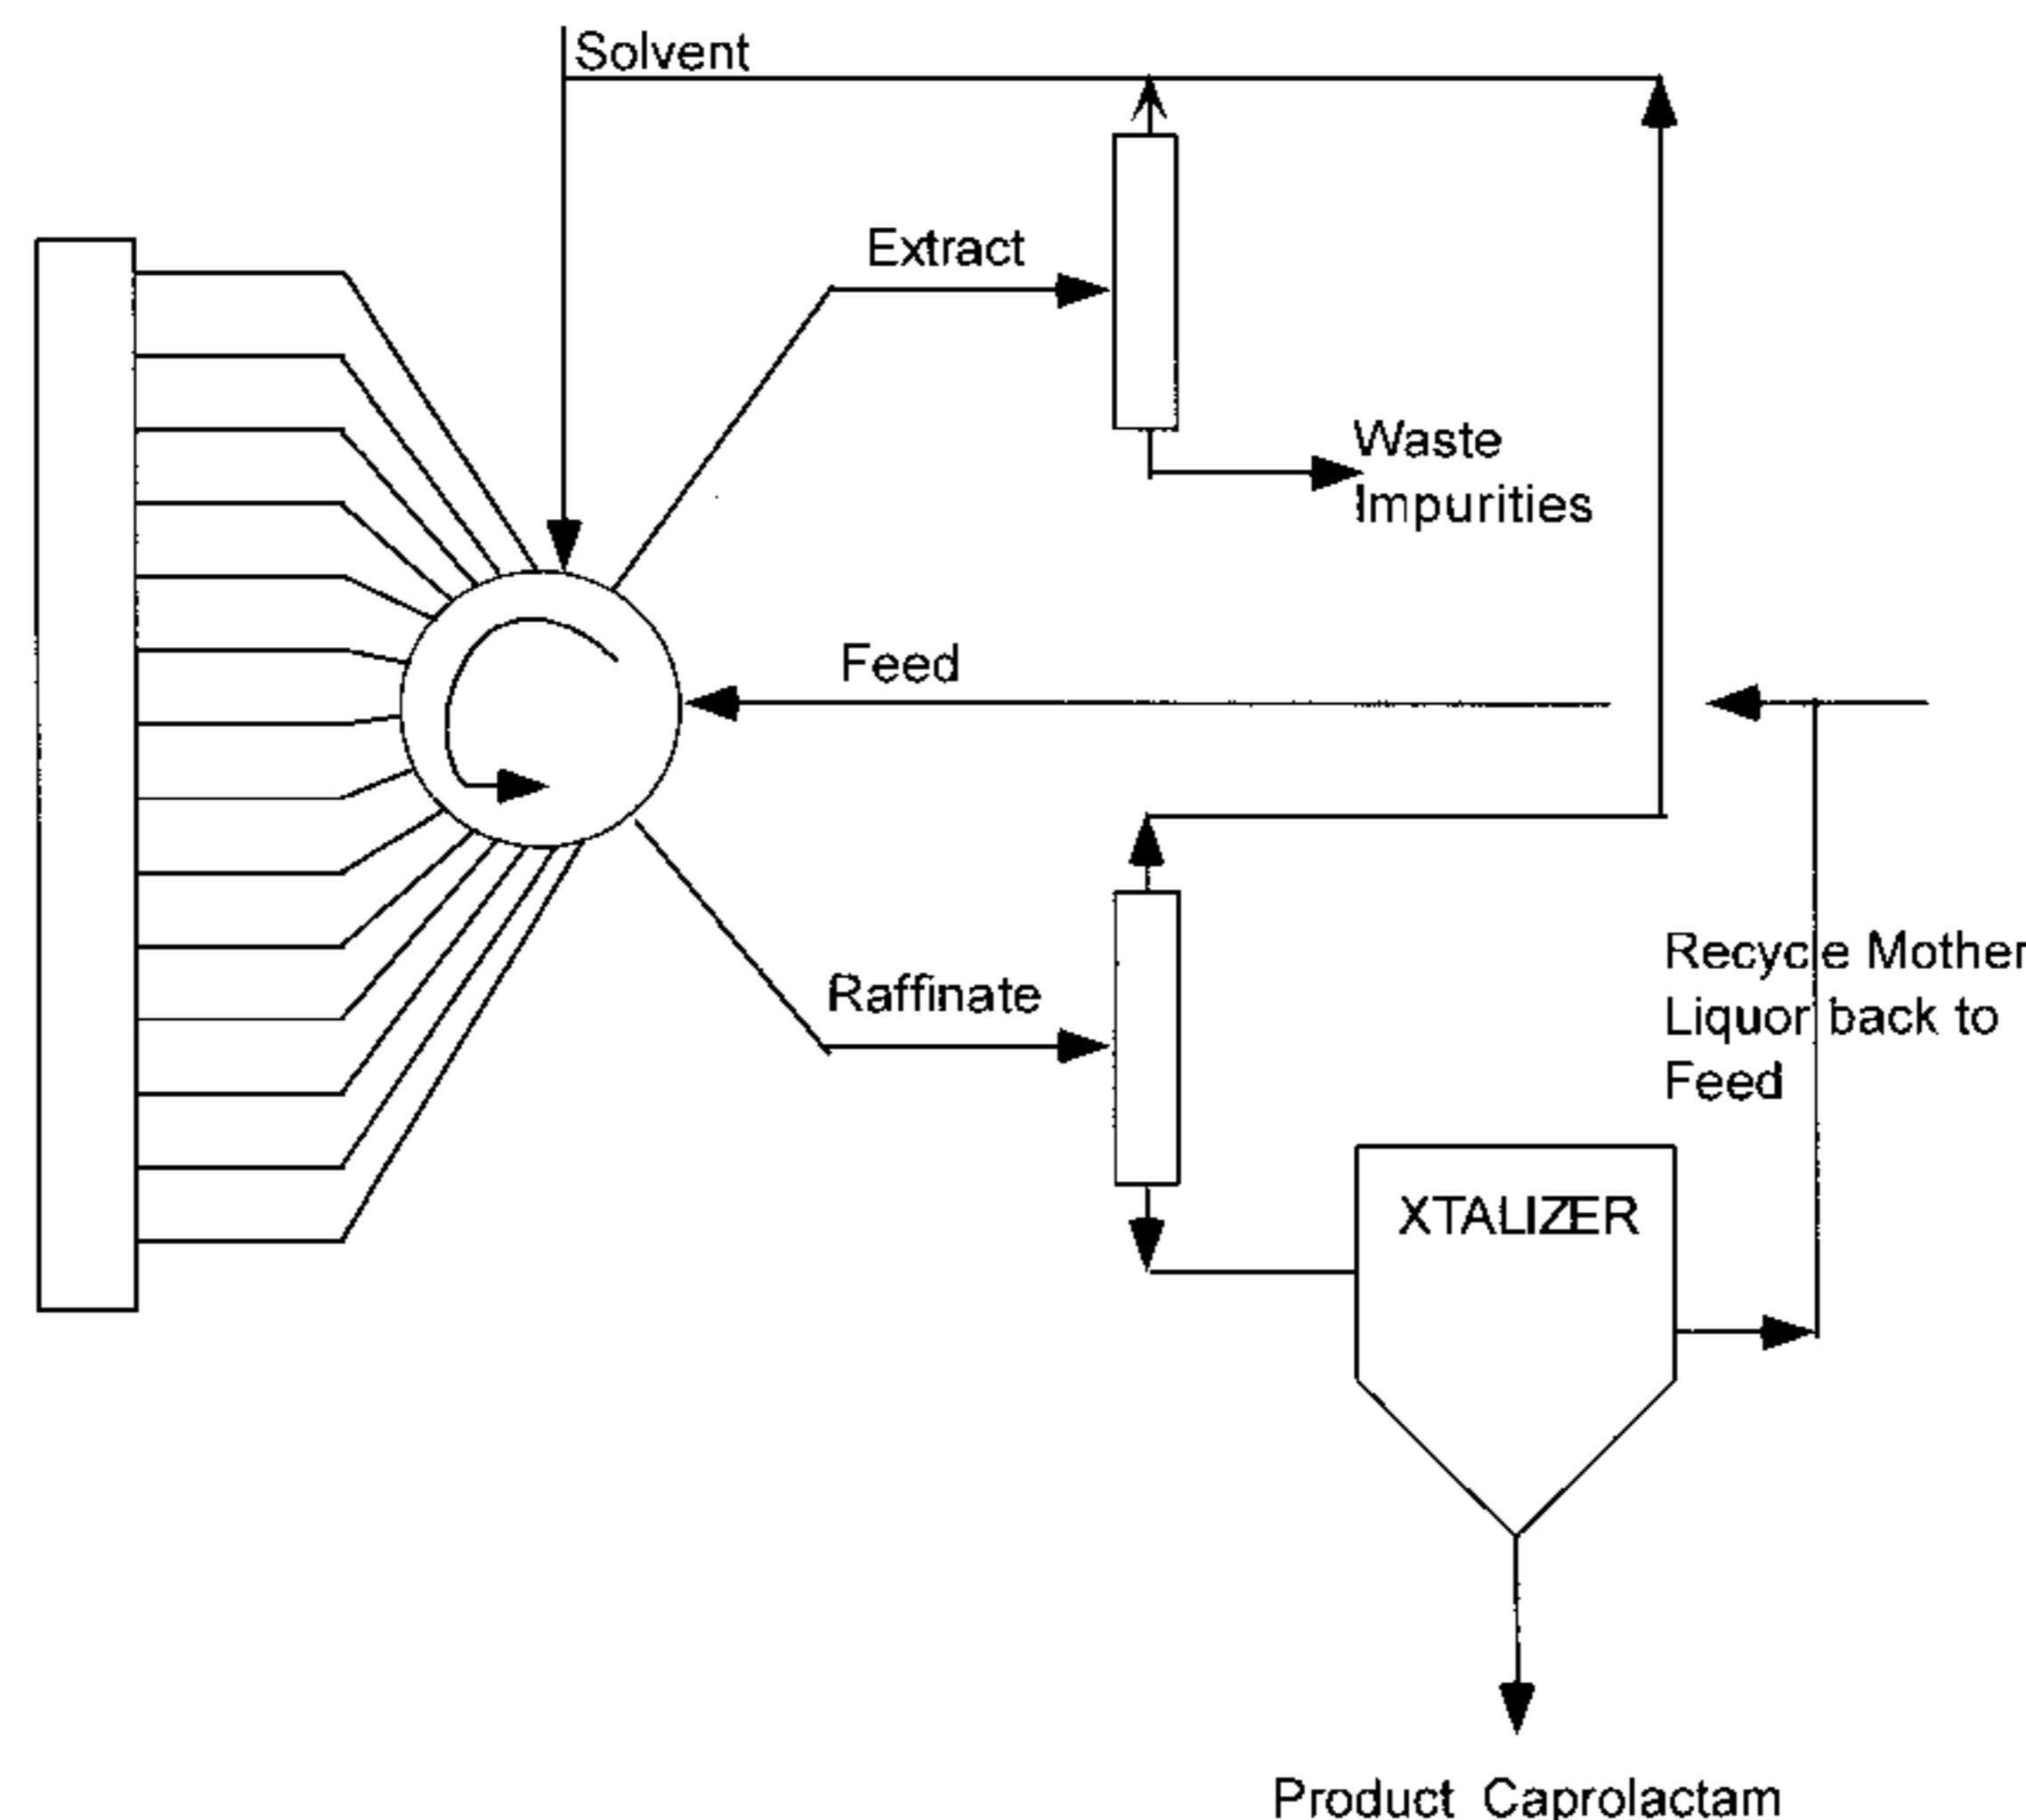 Solvent
Extract
Waste
Impurities
Feed
Raffinate
Recycle Mother
Liquor back to
Feed
XTALIZER
Product Caprolactam